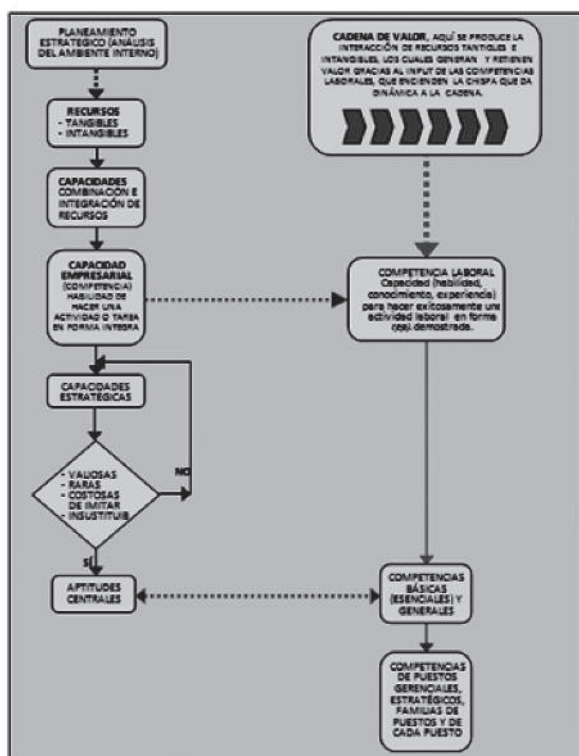 PLANEAMIENTO
ESTRATÉGICO (ANÁLISIS
DEL AMBIENTE INTERNO)
RECURSOS
- TANGIBLES
- INTANGIBLES
CAPACIDADES
COMBINACIÓN E
INTEGRACIÓN DE
RECURSOS
CAPACIDAD
EMPRESARIAL
(COMPETENCIA)
HABILIDAD DE
HACER UNA
ACTIVIDAD O TAREA
EN FORMA INTEGRA
CAPACIDADES
ESTRATÉGICAS
- VALIOSAS
- RARAS
- COSTOSAS
DE IMITAR
- INSUSTITUIB
NO
SÍ
APTITUDES
CENTRALES
CADENA DE VALOR, AQUÍ SE PRODUCE LA
INTERACCIÓN DE RECURSOS TANTIGLES E
INTANGIBLES, LOS CUALES GENERAN Y RETIENEN
VALOR GRACIAS AL INPUT DE LAS COMPETENCIAS
LABORALES, QUE ENCIENDEN LA CHISPA QUE DA
DINÁMICA A LA CADENA.
COMPETENCIA LABORAL
Capacidad (habilidad,
conocimiento, experiencia)
para hacer exitosamente una
actividad laboral en forma
real demostrada.
COMPETENCIAS
BÁSICAS
(ESENCIALES) Y
GENERALES
COMPETENCIAS
DE PUESTOS
GERENCIALES,
ESTRATÉGICOS,
FAMILIAS DE
PUESTOS Y DE
CADA PUESTO